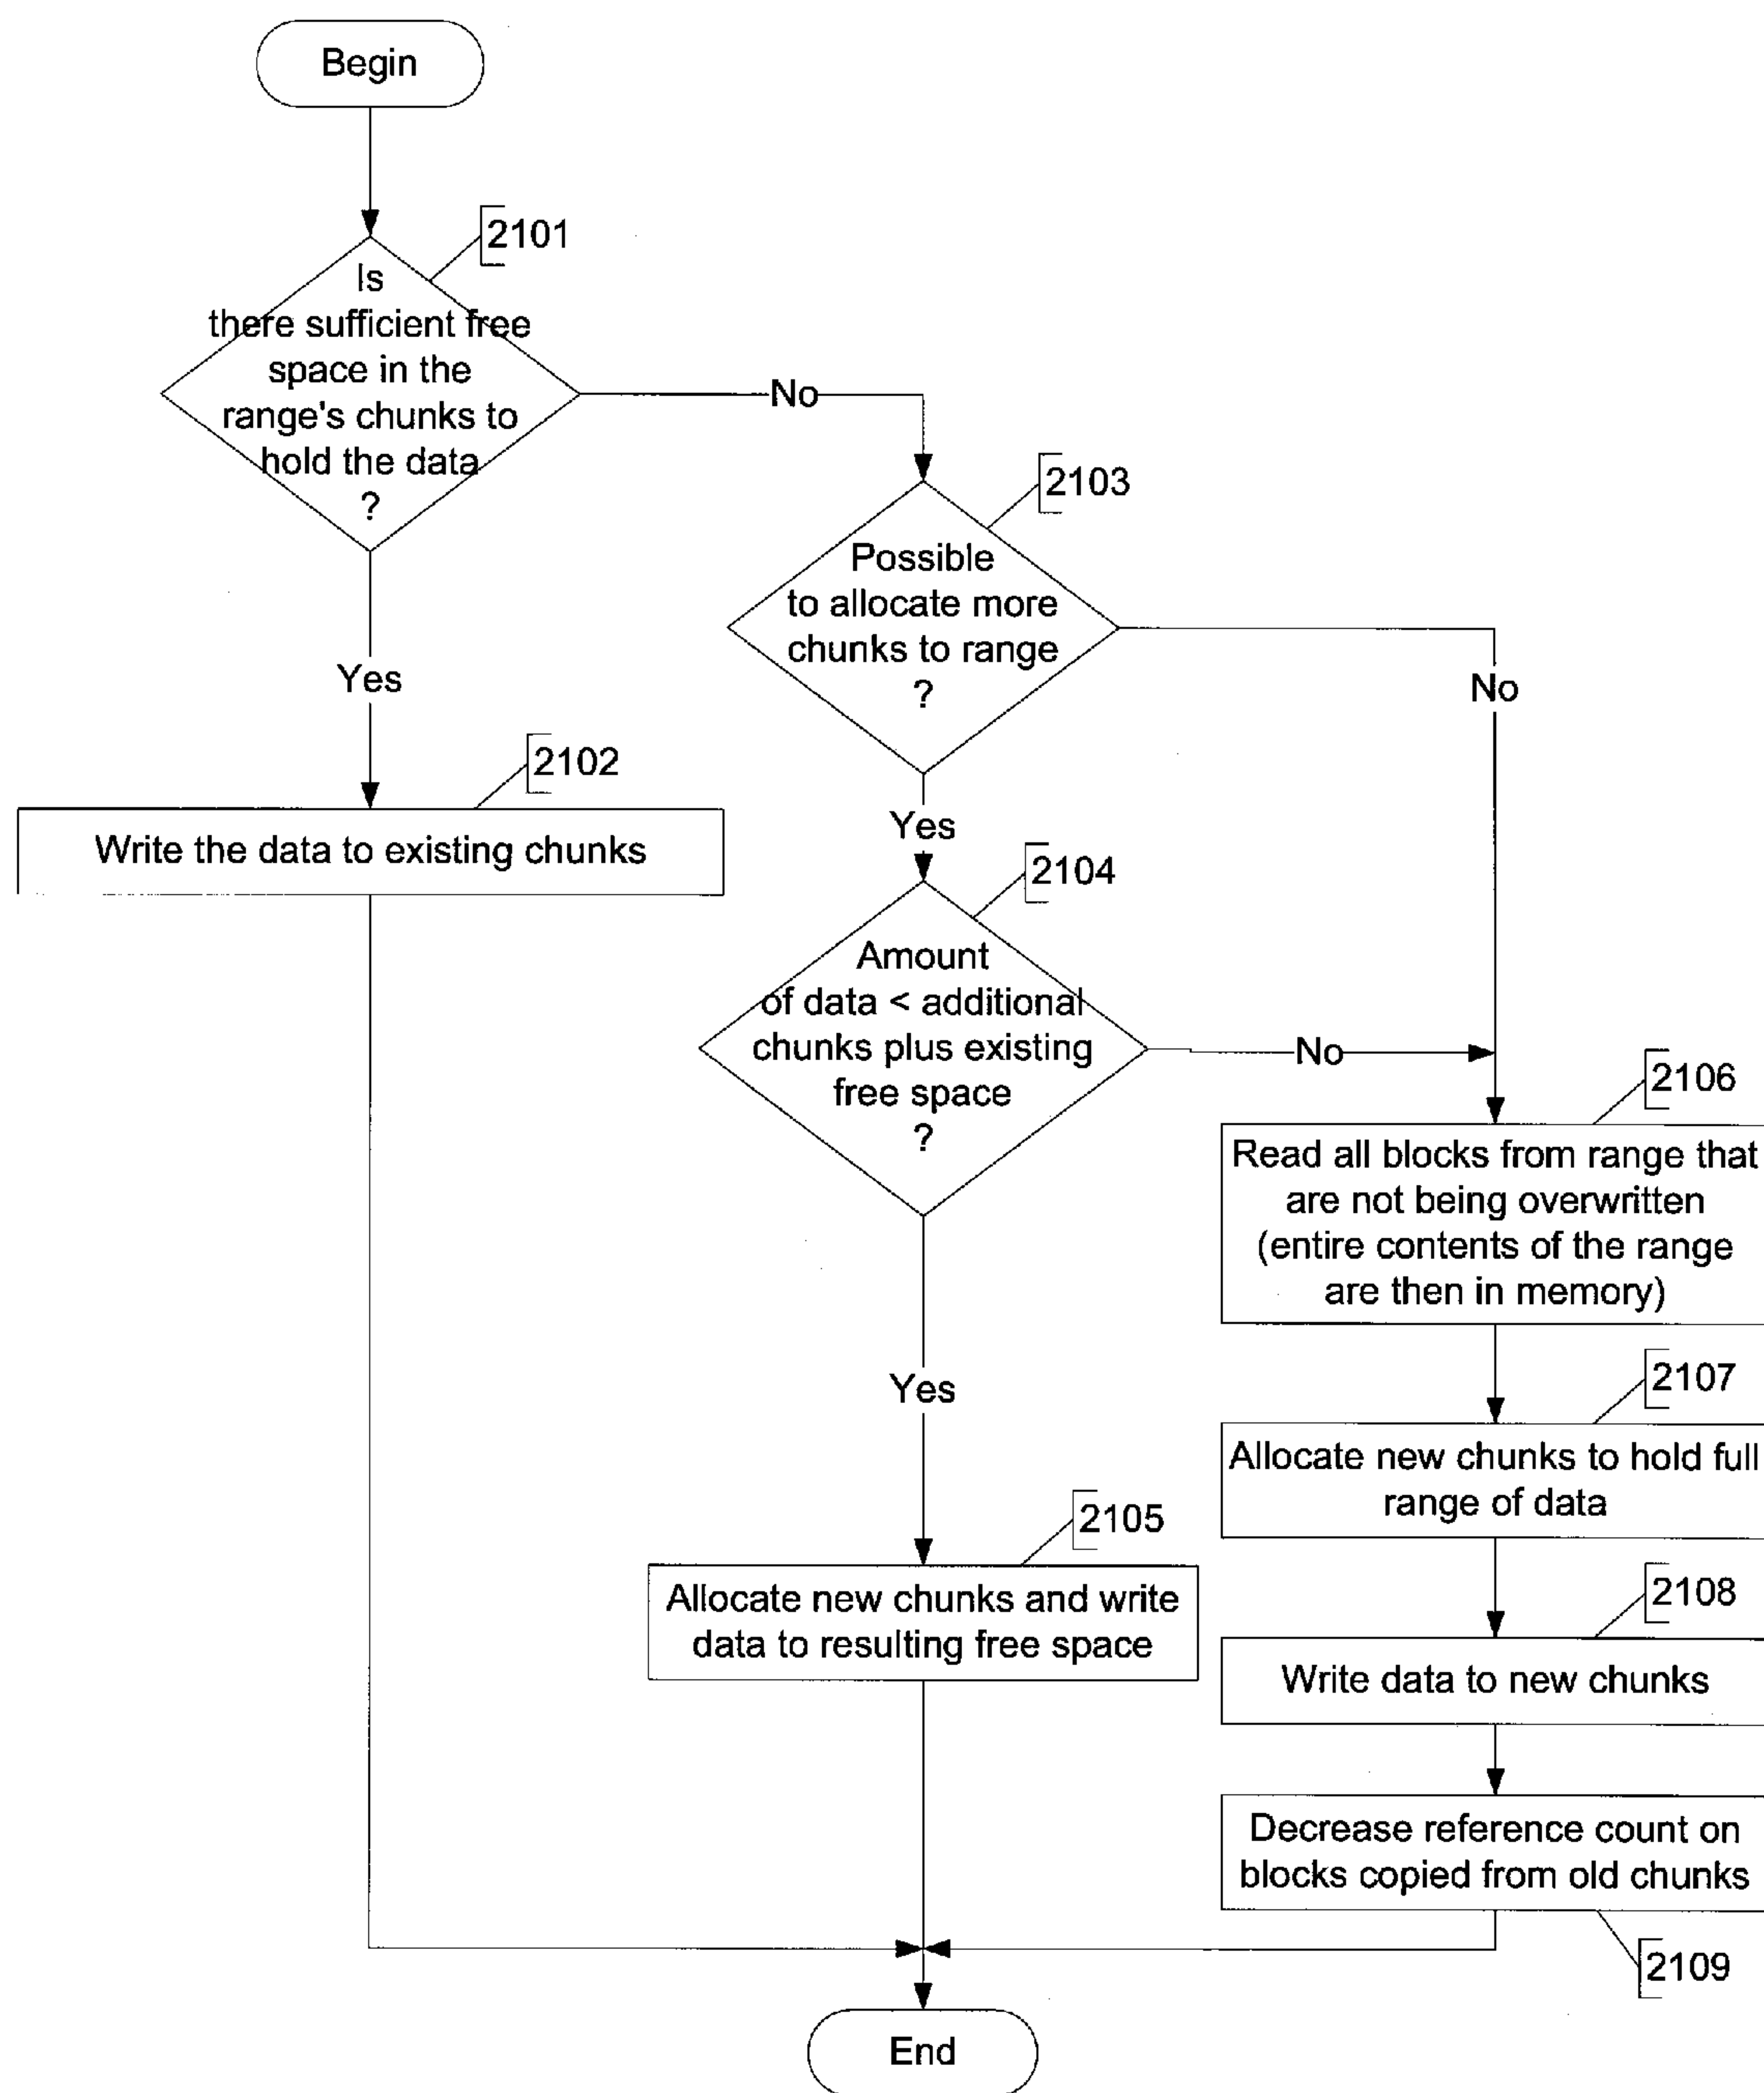 Begin
2101
Is
there sufficient free
space in the
range's chunks to
hold the data
?
No
2103
Possible
to allocate more
chunks to range
?
Yes
No
2102
Write the data to existing chunks
Yes
2104
Amount
of data < additional
chunks plus existing
free space
?
No
2106
Read all blocks from range that
are not being overwritten
(entire contents of the range
are then in memory)
Yes
2107
Allocate new chunks to hold full
range of data
2105
Allocate new chunks and write
data to resulting free space
2108
Write data to new chunks
Decrease reference count on
blocks copied from old chunks
2109
End